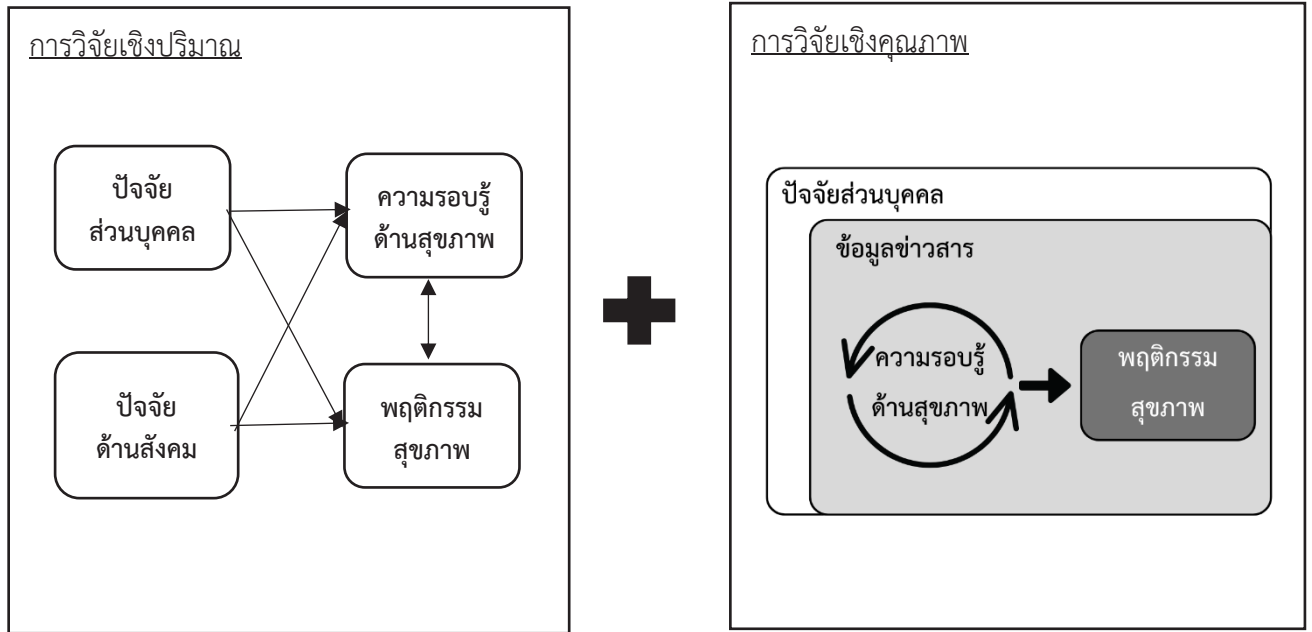 การวิจัยเชิงปริมาณ
ปัจจัย
ส่วนบุคคล
ความรอบรู้
ด้านสุขภาพ
ปัจจัย
ด้านสังคม
พฤติกรรม
สุขภาพ
การวิจัยเชิงคุณภาพ
ปัจจัยส่วนบุคคล
ข้อมูลข่าวสาร
ความรอบรู้
ด้านสุขภาพ
พฤติกรรม
สุขภาพ